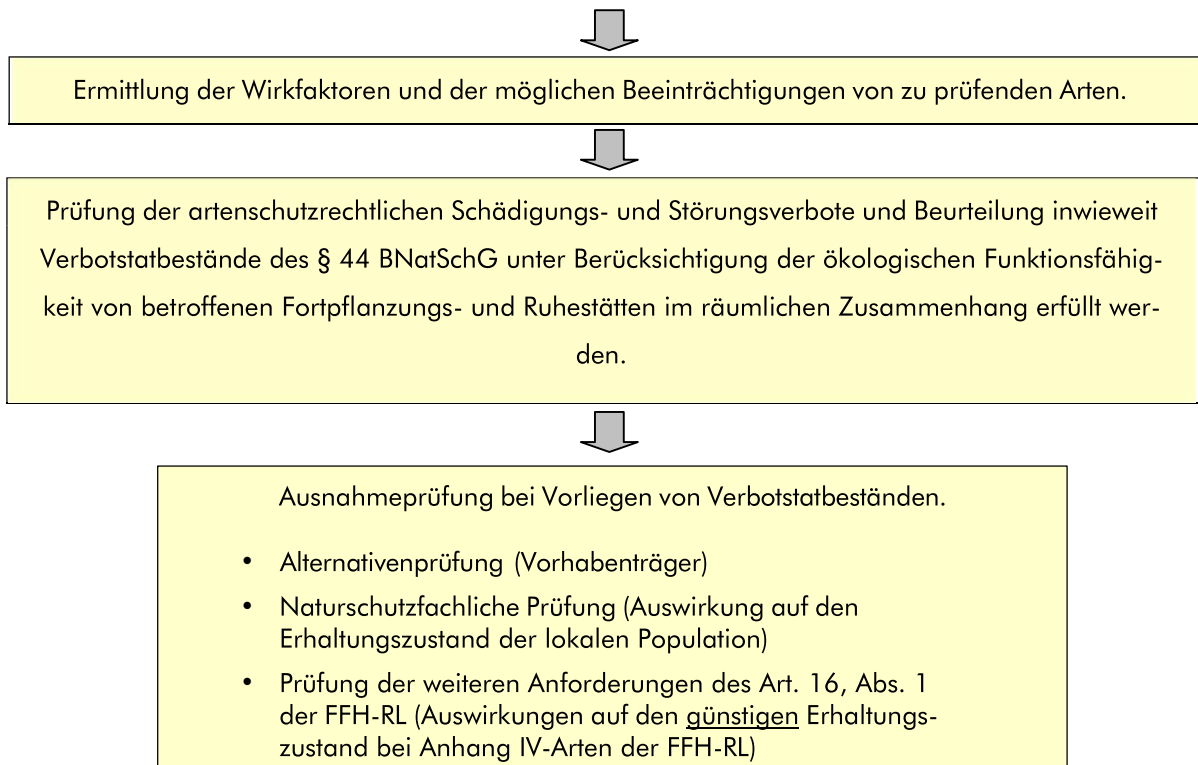 Ermittlung der Wirkfaktoren und der möglichen Beeinträchtigungen von zu prüfenden Arten.
Prüfung der artenschutzrechtlichen Schädigungs- und Störungsverbote und Beurteilung inwieweit
Verbotstatbestände des § 44 BNatSchG unter Berücksichtigung der ökologischen Funktionsfähig-
keit von betroffenen Fortpflanzungs- und Ruhestätten im räumlichen Zusammenhang erfüllt wer-
den.
Ausnahmeprüfung bei Vorliegen von Verbotstatbeständen.
• Alternativenprüfung (Vorhabenträger)
• Naturschutzfachliche Prüfung (Auswirkung auf den
Erhaltungszustand der lokalen Population)
• Prüfung der weiteren Anforderungen des Art. 16, Abs. 1
der FFH-RL (Auswirkungen auf den günstigen Erhaltungs-
zustand bei Anhang IV-Arten der FFH-RL)